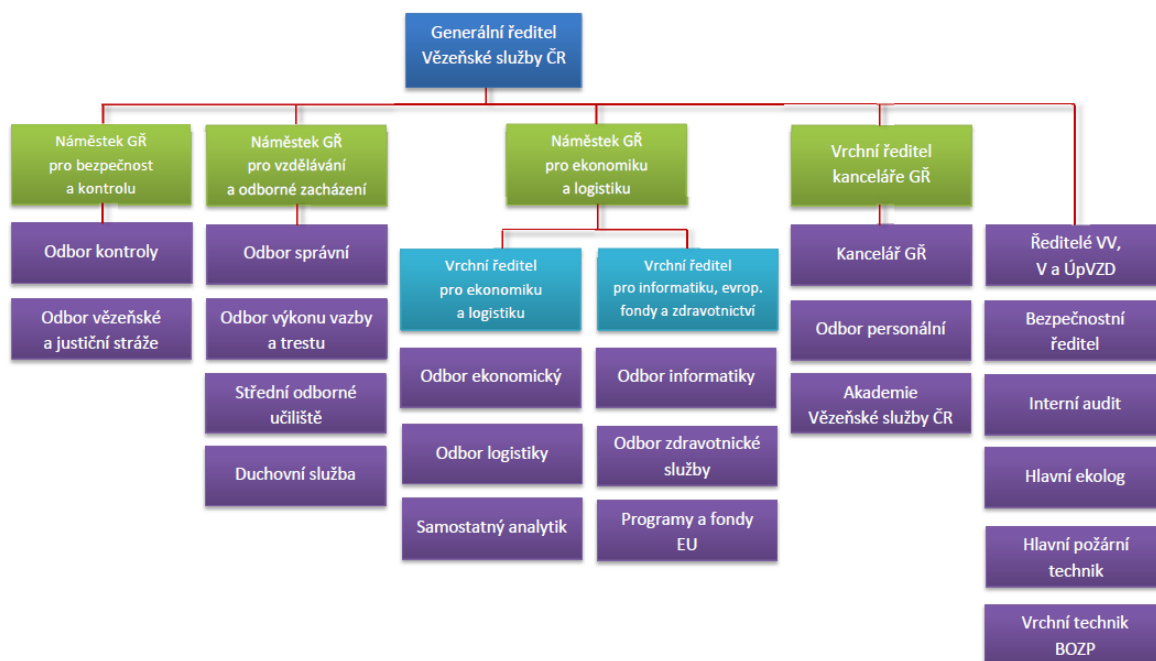 Generální ředitel
Vězeňské služby ČR
Náměstek GŘ
pro bezpečnost
a kontrolu
Náměstek GŘ
pro vzdělávání
a odborné zacházení
Náměstek GŘ
pro ekonomiku
a logistiku
Vrchní ředitel
kanceláře GŘ
Odbor kontroly
Odbor vězeňské
a justiční stráže
Odbor správní
Odbor výkonu vazby
a trestu
Střední odborné
učiliště
Duchovní služba
Vrchní ředitel
pro ekonomiku
a logistiku
Odbor ekonomický
Odbor logistiky
Samostatný analytik
Vrchní ředitel
pro informatiku, evrop.
fondy a zdravotnictví
Odbor informatiky
Odbor zdravotnické
služby
Programy a fondy
EU
Kancelář GŘ
Odbor personální
Akademie
Vězeňské služby ČR
Ředitelé VV,
V a ÚpVZD
Bezpečnostní
ředitel
Interní audit
Hlavní ekolog
Hlavní požární
technik
Vrchní technik
BOZP